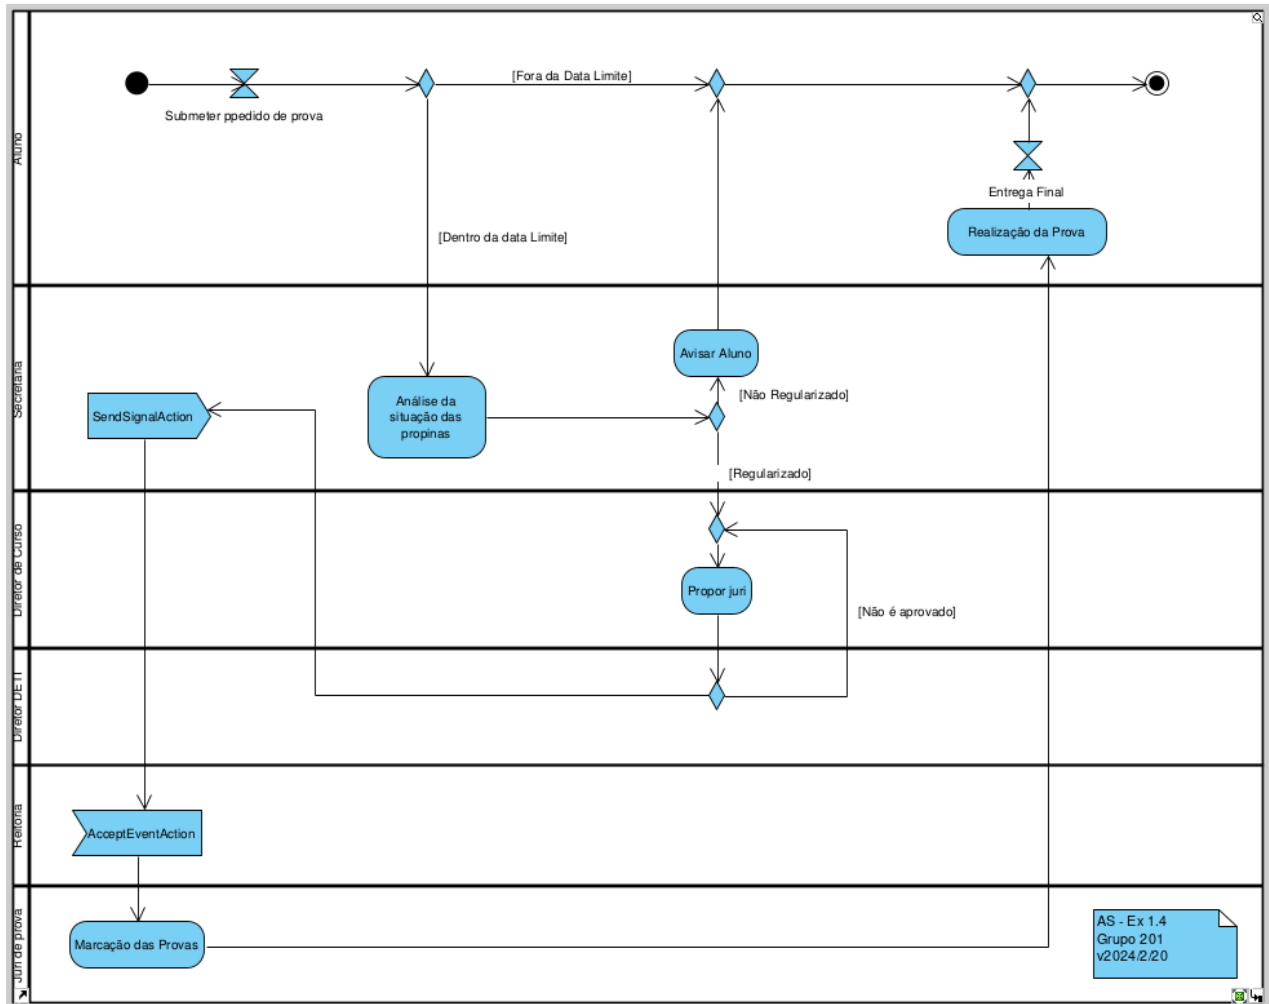 [Fora da Data Limite]
Submeter ppedido de prova
Aluno
Entrega Final
Realização da Prova
[Dentro da data Limite]
Secretaria
Avisar Aluno
[Não Regularizado]
Análise da
situação das
propinas
SendSignalAction
[Regularizado]
Diretor de Curso
Propor juri
[Não é aprovado]
Diretor DETI
Reitoria
AcceptEventAction
Juri de prova
Marcação das Provas
AS - Ex 1.4
Grupo 201
v2024/2/20